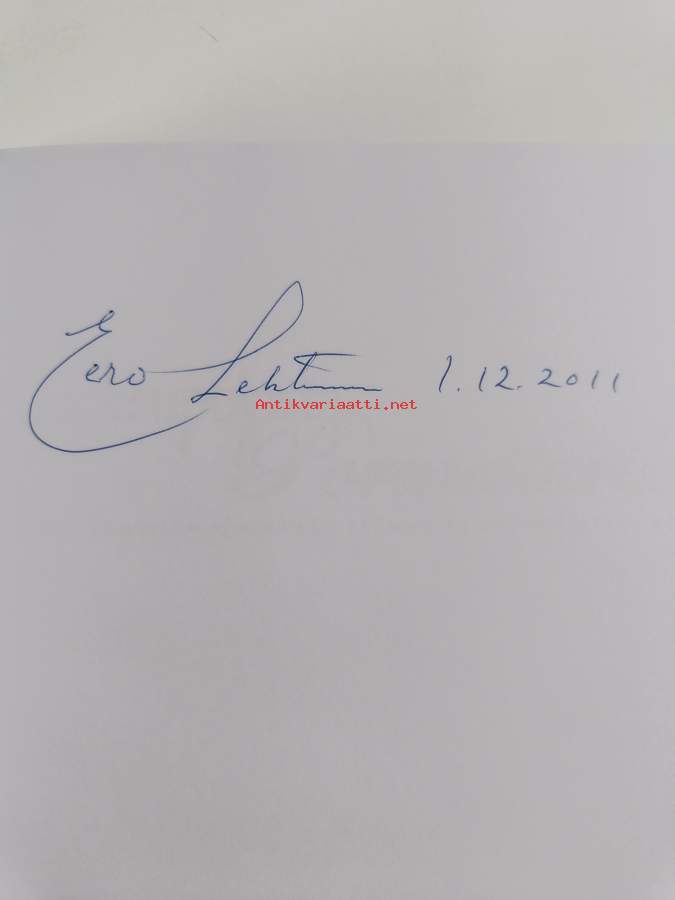 Eero Lehtinen 1.12.2011
Antikvariaatti.net